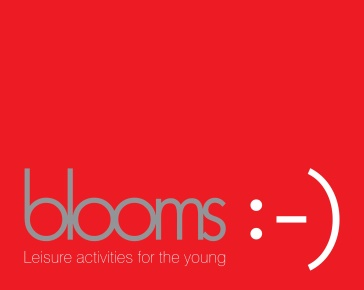 blooms :-)
Leisure activities for the young